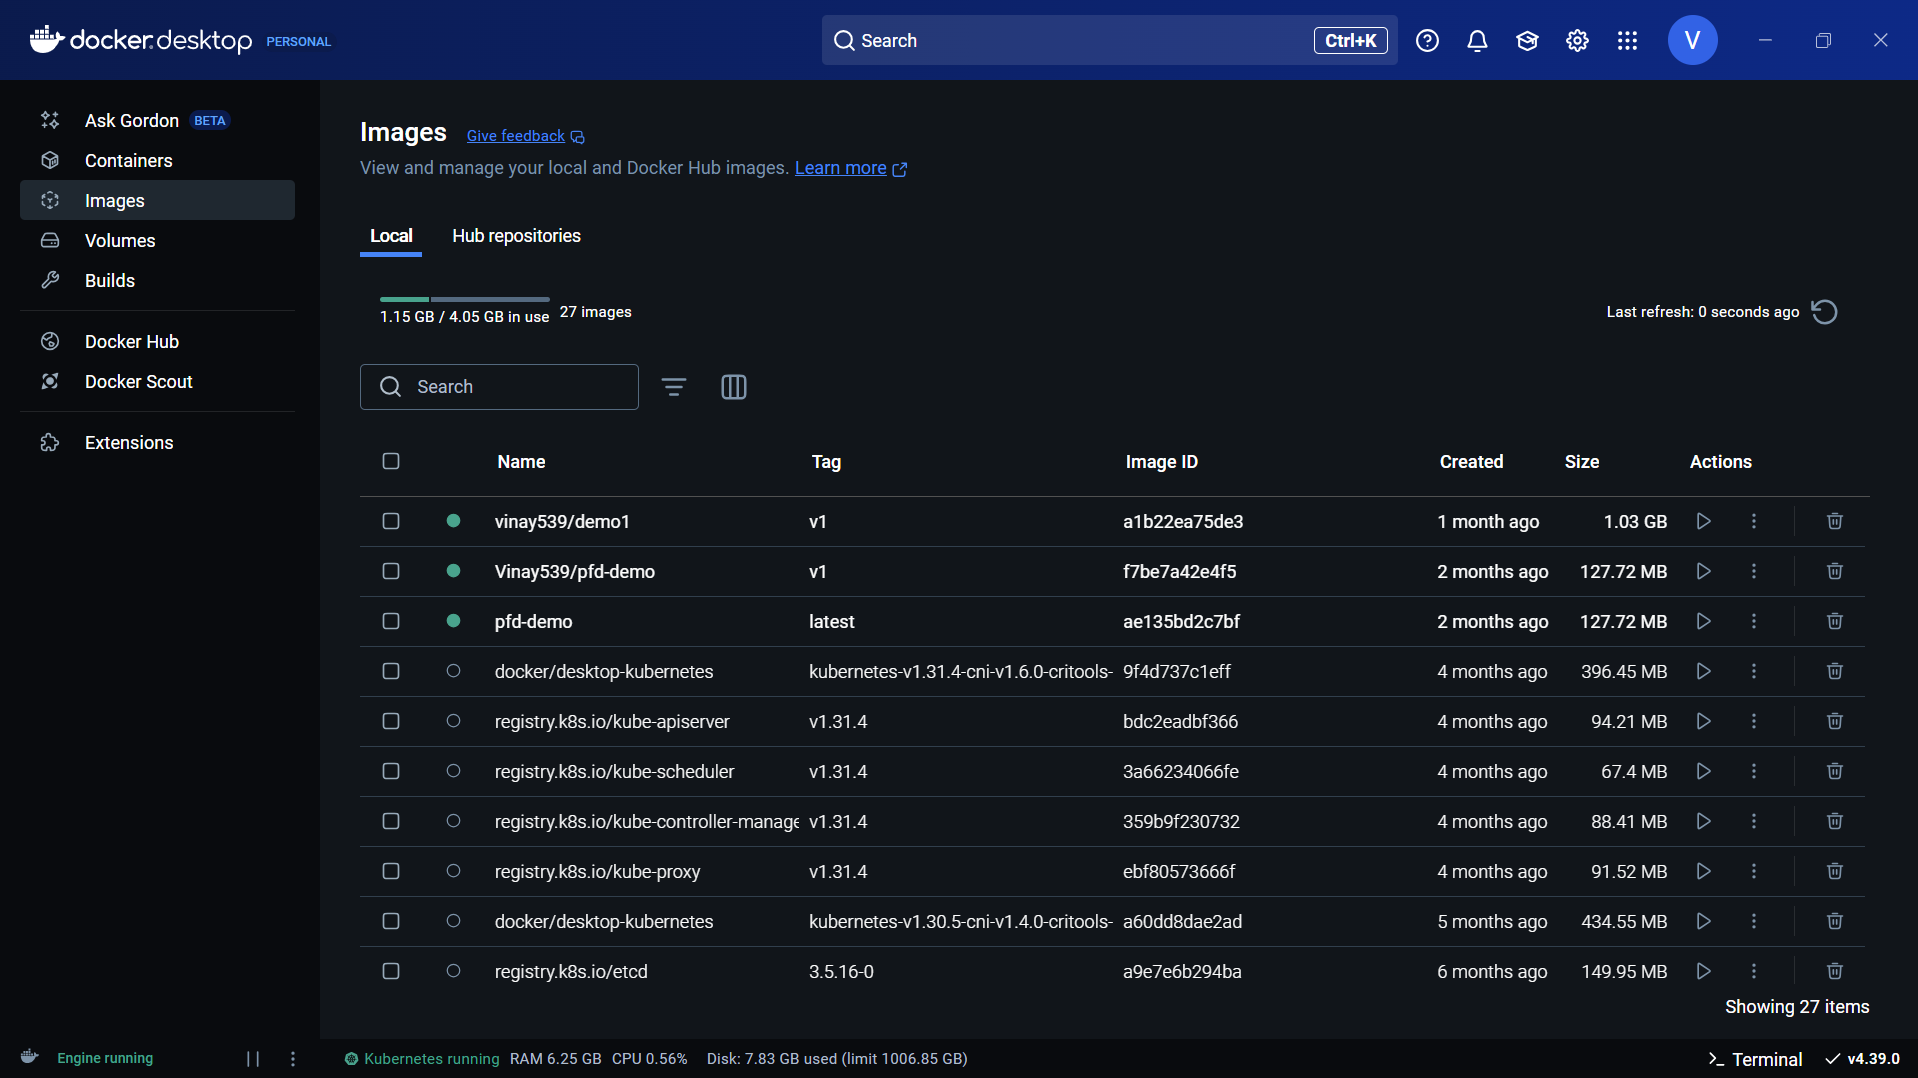 docker.desktop PERSONAL
Search Ctrl+K
V
Ask Gordon BETA
Containers
Images
Volumes
Builds
Docker Hub
Docker Scout
Extensions
Images Give feedback
View and manage your local and Docker Hub images. Learn more
Local Hub repositories
1.15 GB / 4.05 GB in use 27 images
Last refresh: 0 seconds ago
Search
Name Tag Image ID Created Size Actions
vinay539/demo1 v1 a1b22ea75de3 1 month ago 1.03 GB
Vinay539/pfd-demo v1 f7be7a42e4f5 2 months ago 127.72 MB
pfd-demo latest ae135bd2c7bf 2 months ago 127.72 MB
docker/desktop-kubernetes kubernetes-v1.31.4-cni-v1.6.0-critools- 9f4d737c1eff 4 months ago 396.45 MB
registry.k8s.io/kube-apiserver v1.31.4 bdc2eadbf366 4 months ago 94.21 MB
registry.k8s.io/kube-scheduler v1.31.4 3a66234066fe 4 months ago 67.4 MB
registry.k8s.io/kube-controller-manage v1.31.4 359b9f230732 4 months ago 88.41 MB
registry.k8s.io/kube-proxy v1.31.4 ebf80573666f 4 months ago 91.52 MB
docker/desktop-kubernetes kubernetes-v1.30.5-cni-v1.4.0-critools- a60dd8dae2ad 5 months ago 434.55 MB
registry.k8s.io/etcd 3.5.16-0 a9e7e6b294ba 6 months ago 149.95 MB
Showing 27 items
Engine running Kubernetes running RAM 6.25 GB CPU 0.56% Disk: 7.83 GB used (limit 1006.85 GB) Terminal v4.39.0